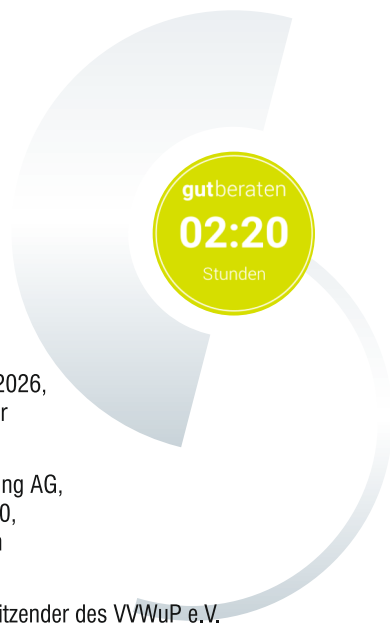 gutberaten
02:20
Stunden
2026,
r
ng AG,
0,
n
itzender des VVWuP e.V.